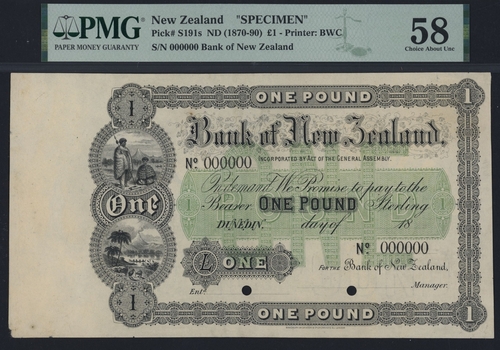 PMG
PAPER MONEY GUARANTY
New Zealand "SPECIMEN"
Pick# S191s ND (1870-90) £1 - Printer: BWC
S/N 000000 Bank of New Zealand
58
Choice About Unc
1 ONE POUND 1
Bank of New Zealand.
No 000000 INCORPORATED BY ACT OF THE GENERAL ASSEMBLY.
On demand We Promise to pay to the
Bearer ONE POUND Sterling
DUNEDIN. day of 18
One
No 000000
£ ONE
FOR THE Bank of New Zealand,
Ent.
Manager.
1 ONE POUND 1